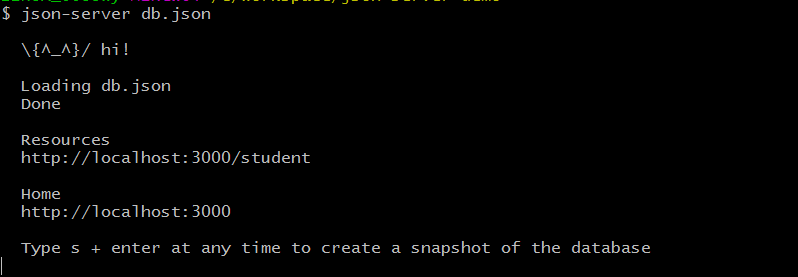 $ json-server db.json
\{^_^}/ hi!
Loading db.json
Done
Resources
http://localhost:3000/student
Home
http://localhost:3000
Type s + enter at any time to create a snapshot of the database